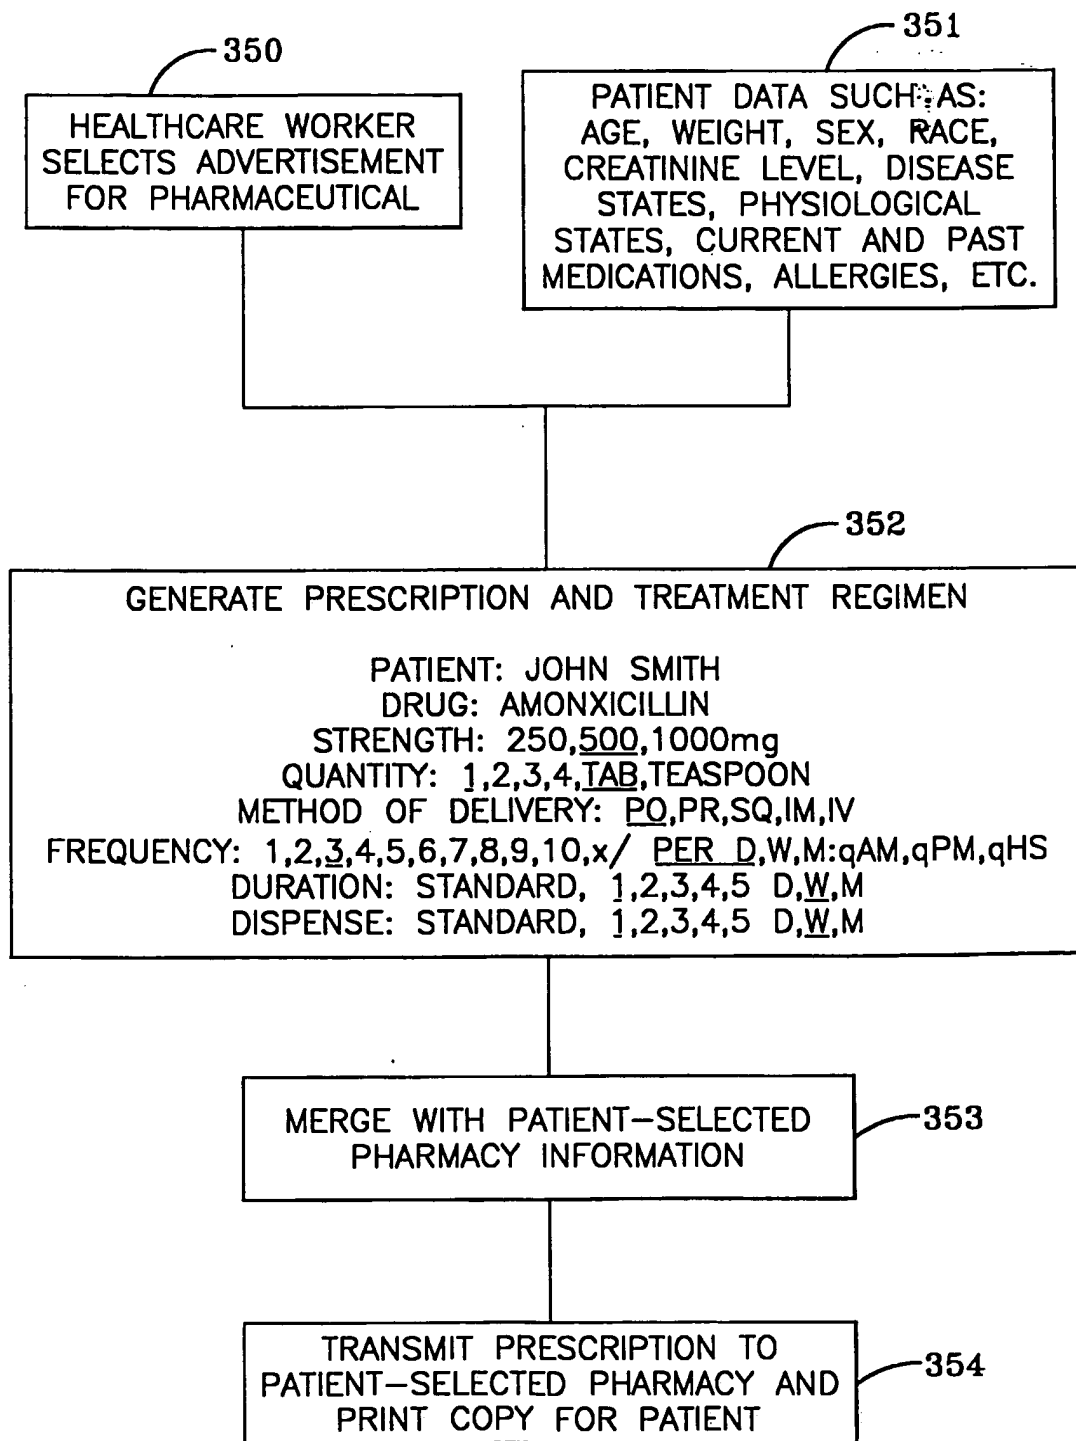 350
HEALTHCARE WORKER
SELECTS ADVERTISEMENT
FOR PHARMACEUTICAL
351
PATIENT DATA SUCH AS:
AGE, WEIGHT, SEX, RACE,
CREATININE LEVEL, DISEASE
STATES, PHYSIOLOGICAL
STATES, CURRENT AND PAST
MEDICATIONS, ALLERGIES, ETC.
352
GENERATE PRESCRIPTION AND TREATMENT REGIMEN
PATIENT: JOHN SMITH
DRUG: AMONXICILLIN
STRENGTH: 250,500,1000mg
QUANTITY: 1,2,3,4,TAB,TEASPOON
METHOD OF DELIVERY: PO,PR,SQ,IM,IV
FREQUENCY: 1,2,3,4,5,6,7,8,9,10,x/ PER D,W,M:qAM,qPM,qHS
DURATION: STANDARD, 1,2,3,4,5 D,W,M
DISPENSE: STANDARD, 1,2,3,4,5 D,W,M
MERGE WITH PATIENT-SELECTED
PHARMACY INFORMATION
353
TRANSMIT PRESCRIPTION TO
PATIENT-SELECTED PHARMACY AND
PRINT COPY FOR PATIENT
354